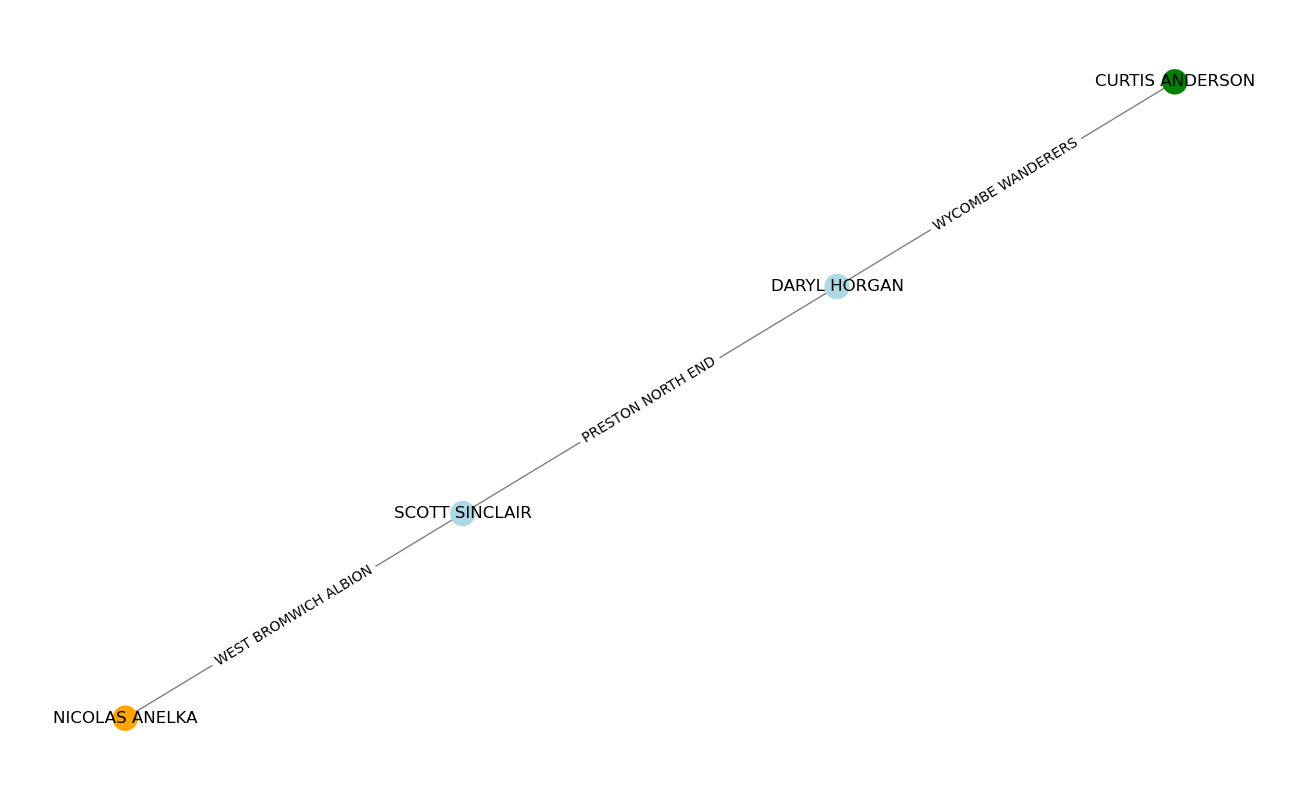 CURTIS ANDERSON
WYCOMBE WANDERERS
DARYL HORGAN
PRESTON NORTH END
SCOTT SINCLAIR
WEST BROMWICH ALBION
NICOLAS ANELKA